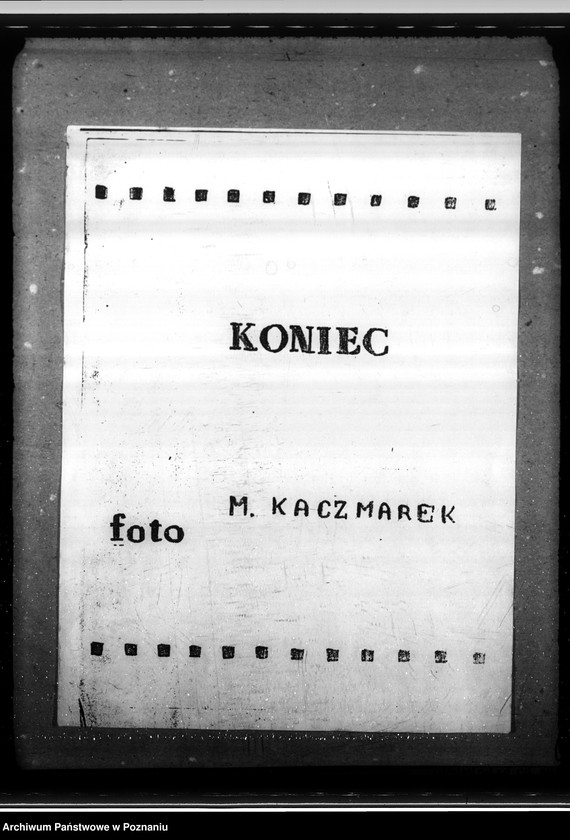 KONIEC
M. KACZMAREK
foto
Archiwum Państwowe w Poznaniu